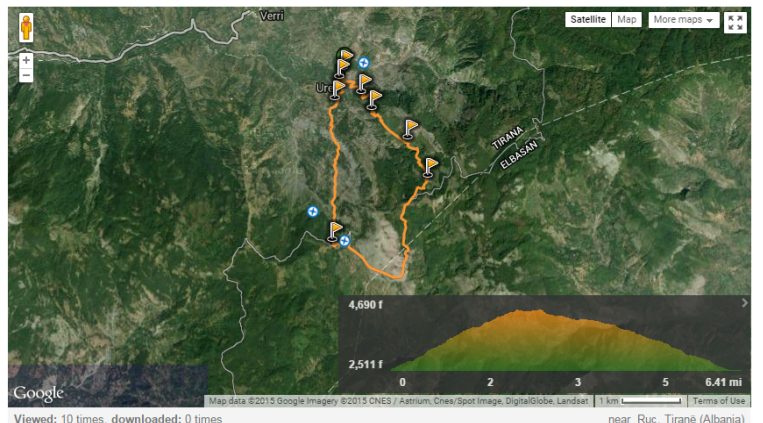 Verri
Satellite Map More maps
+
−
Ure
TIRANA
ELBASAN
4,690 f
2,511 f
0 2 3 5 6.41 mi
Google
Map data ©2015 Google Imagery ©2015 CNES / Astrium, Cnes/Spot Image, DigitalGlobe, Landsat 1 km Terms of Use
Viewed: 10 times, downloaded: 0 times near Ruc, Tiranë (Albania)